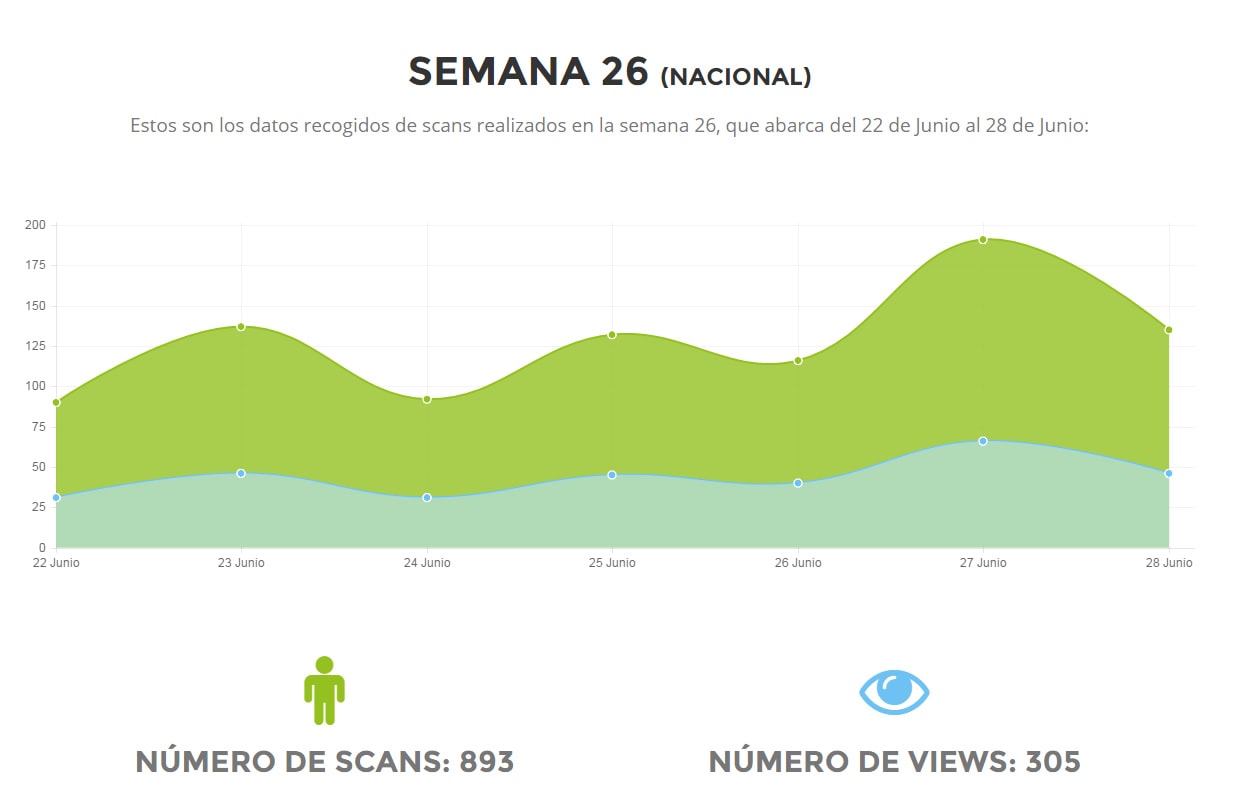 SEMANA 26 (NACIONAL)
Estos son los datos recogidos de scans realizados en la semana 26, que abarca del 22 de Junio al 28 de Junio:
200
175
150
125
100
75
50
25
0
22 Junio 23 Junio 24 Junio 25 Junio 26 Junio 27 Junio 28 Junio
NÚMERO DE SCANS: 893 NÚMERO DE VIEWS: 305